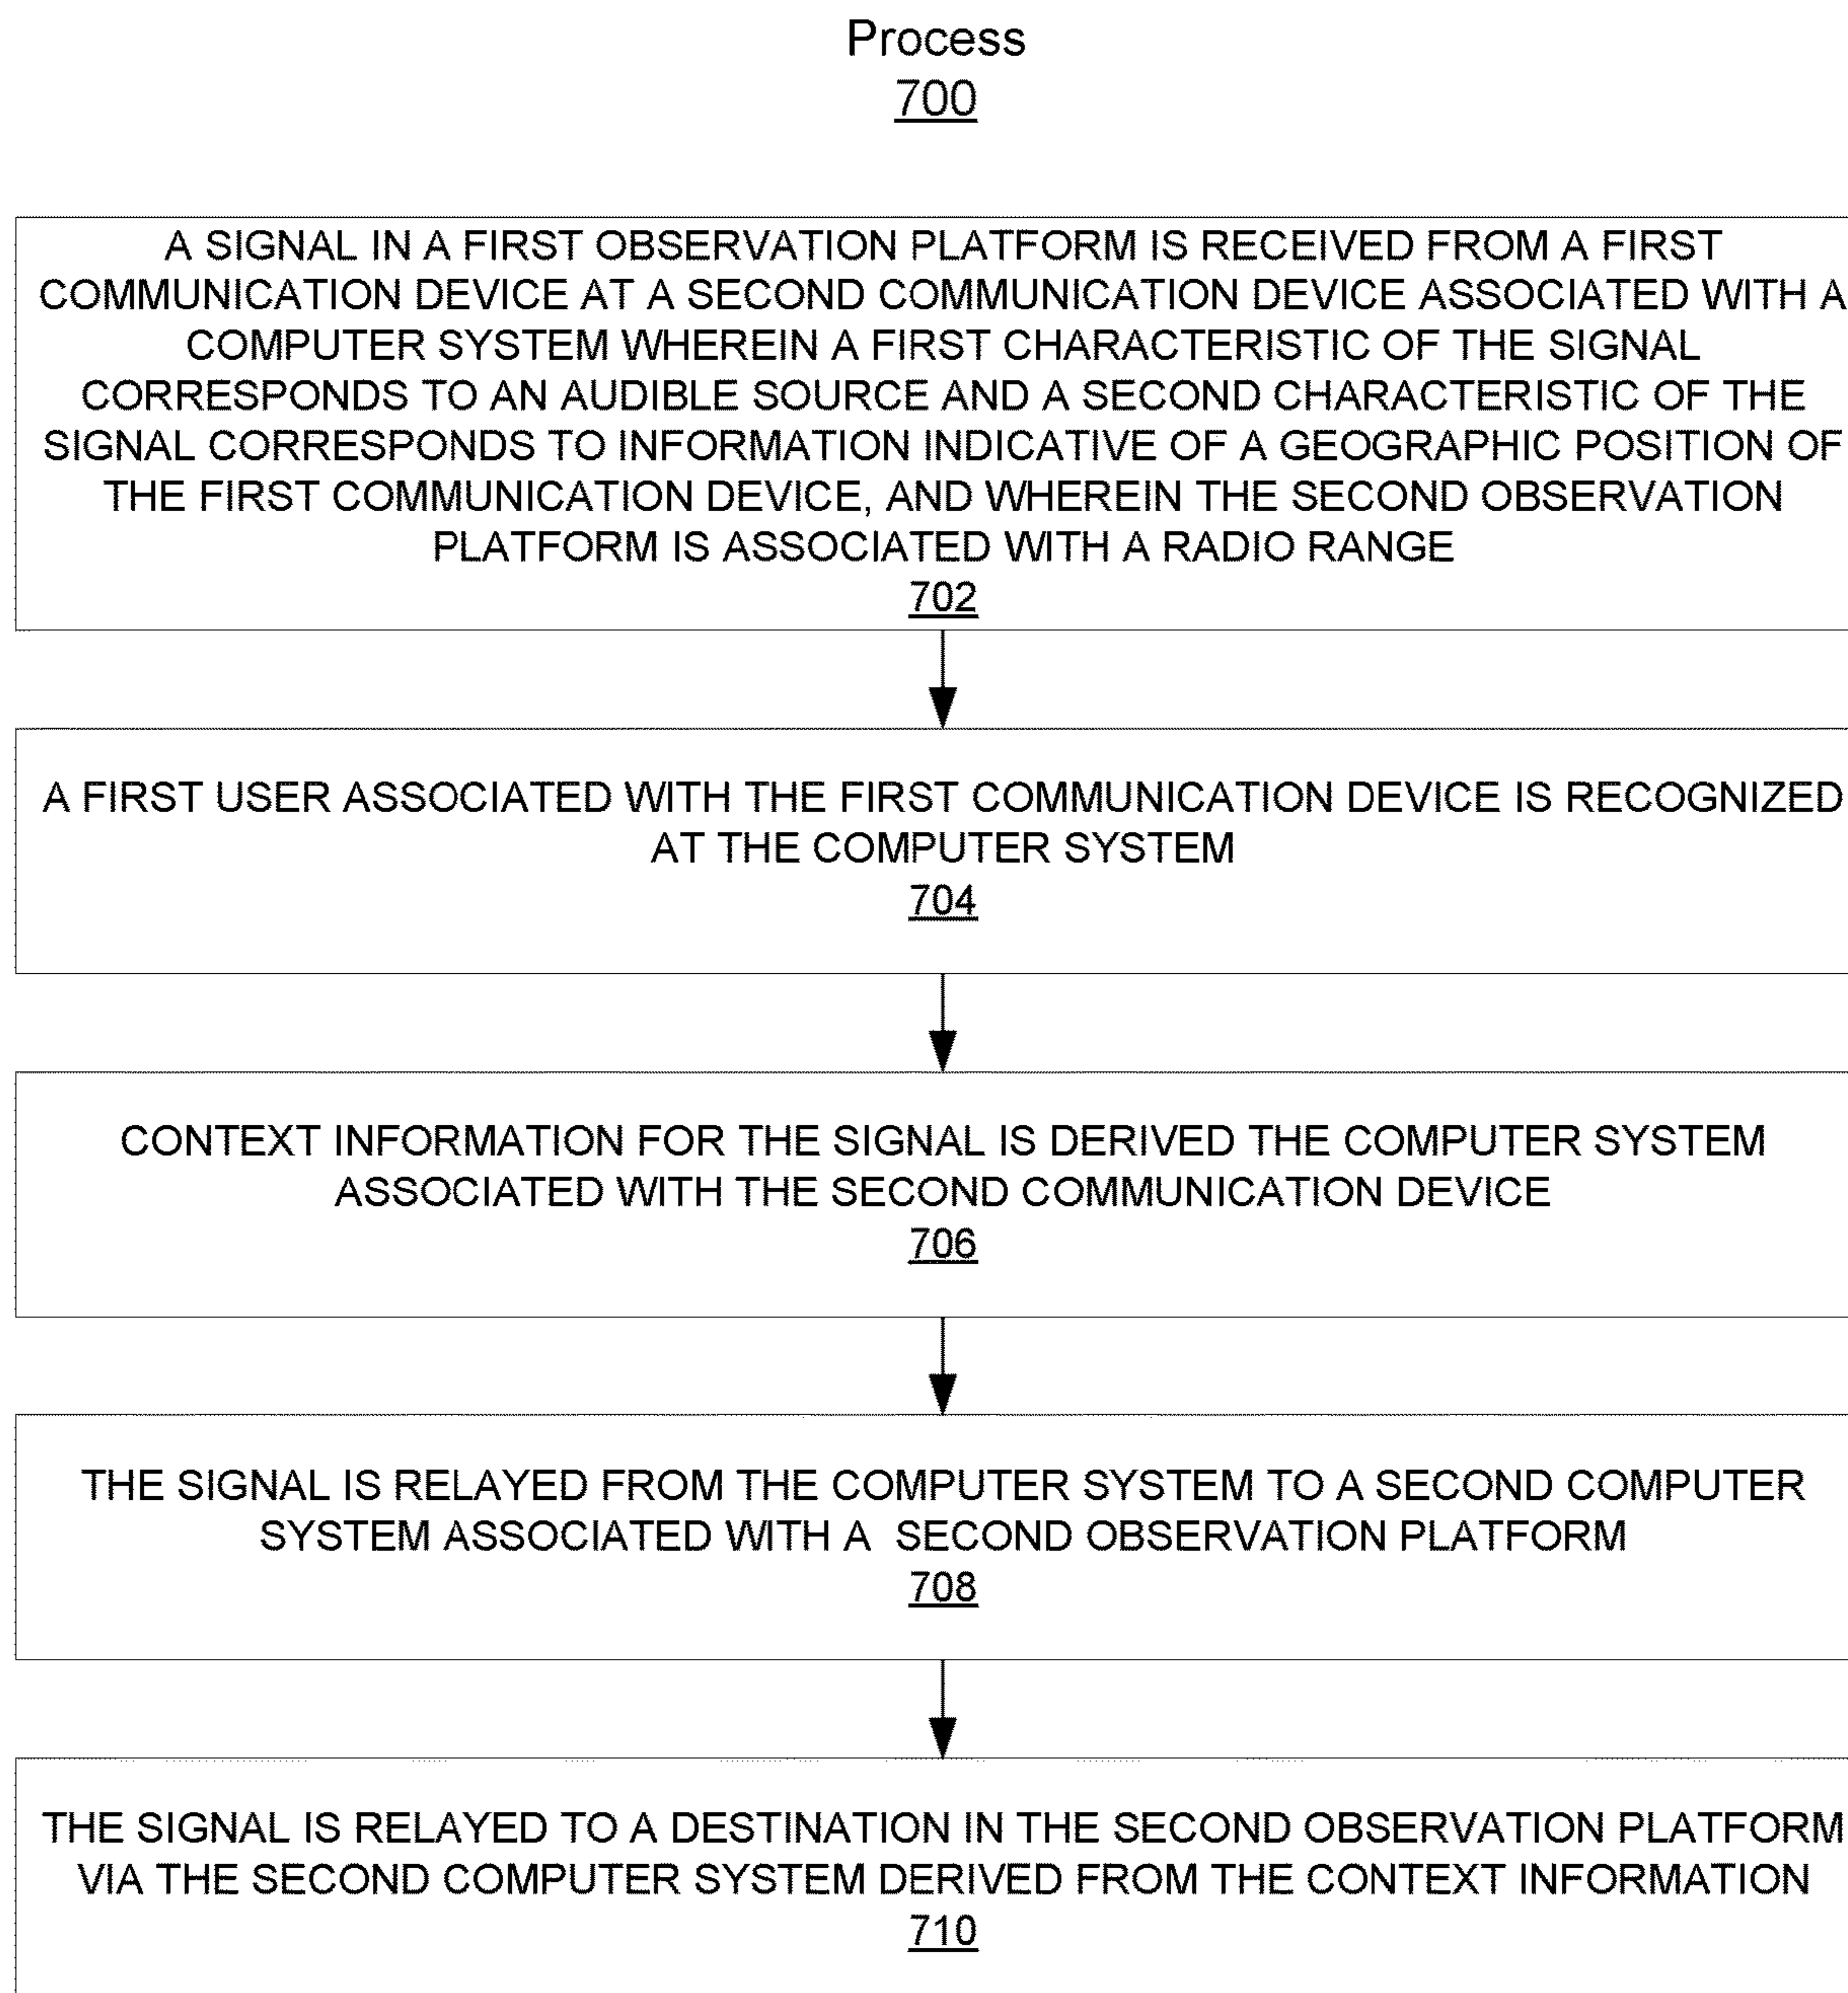 Process
700
A SIGNAL IN A FIRST OBSERVATION PLATFORM IS RECEIVED FROM A FIRST
COMMUNICATION DEVICE AT A SECOND COMMUNICATION DEVICE ASSOCIATED WITH A
COMPUTER SYSTEM WHEREIN A FIRST CHARACTERISTIC OF THE SIGNAL
CORRESPONDS TO AN AUDIBLE SOURCE AND A SECOND CHARACTERISTIC OF THE
SIGNAL CORRESPONDS TO INFORMATION INDICATIVE OF A GEOGRAPHIC POSITION OF
THE FIRST COMMUNICATION DEVICE, AND WHEREIN THE SECOND OBSERVATION
PLATFORM IS ASSOCIATED WITH A RADIO RANGE
702
A FIRST USER ASSOCIATED WITH THE FIRST COMMUNICATION DEVICE IS RECOGNIZED
AT THE COMPUTER SYSTEM
704
CONTEXT INFORMATION FOR THE SIGNAL IS DERIVED THE COMPUTER SYSTEM
ASSOCIATED WITH THE SECOND COMMUNICATION DEVICE
706
THE SIGNAL IS RELAYED FROM THE COMPUTER SYSTEM TO A SECOND COMPUTER
SYSTEM ASSOCIATED WITH A SECOND OBSERVATION PLATFORM
708
THE SIGNAL IS RELAYED TO A DESTINATION IN THE SECOND OBSERVATION PLATFORM
VIA THE SECOND COMPUTER SYSTEM DERIVED FROM THE CONTEXT INFORMATION
710